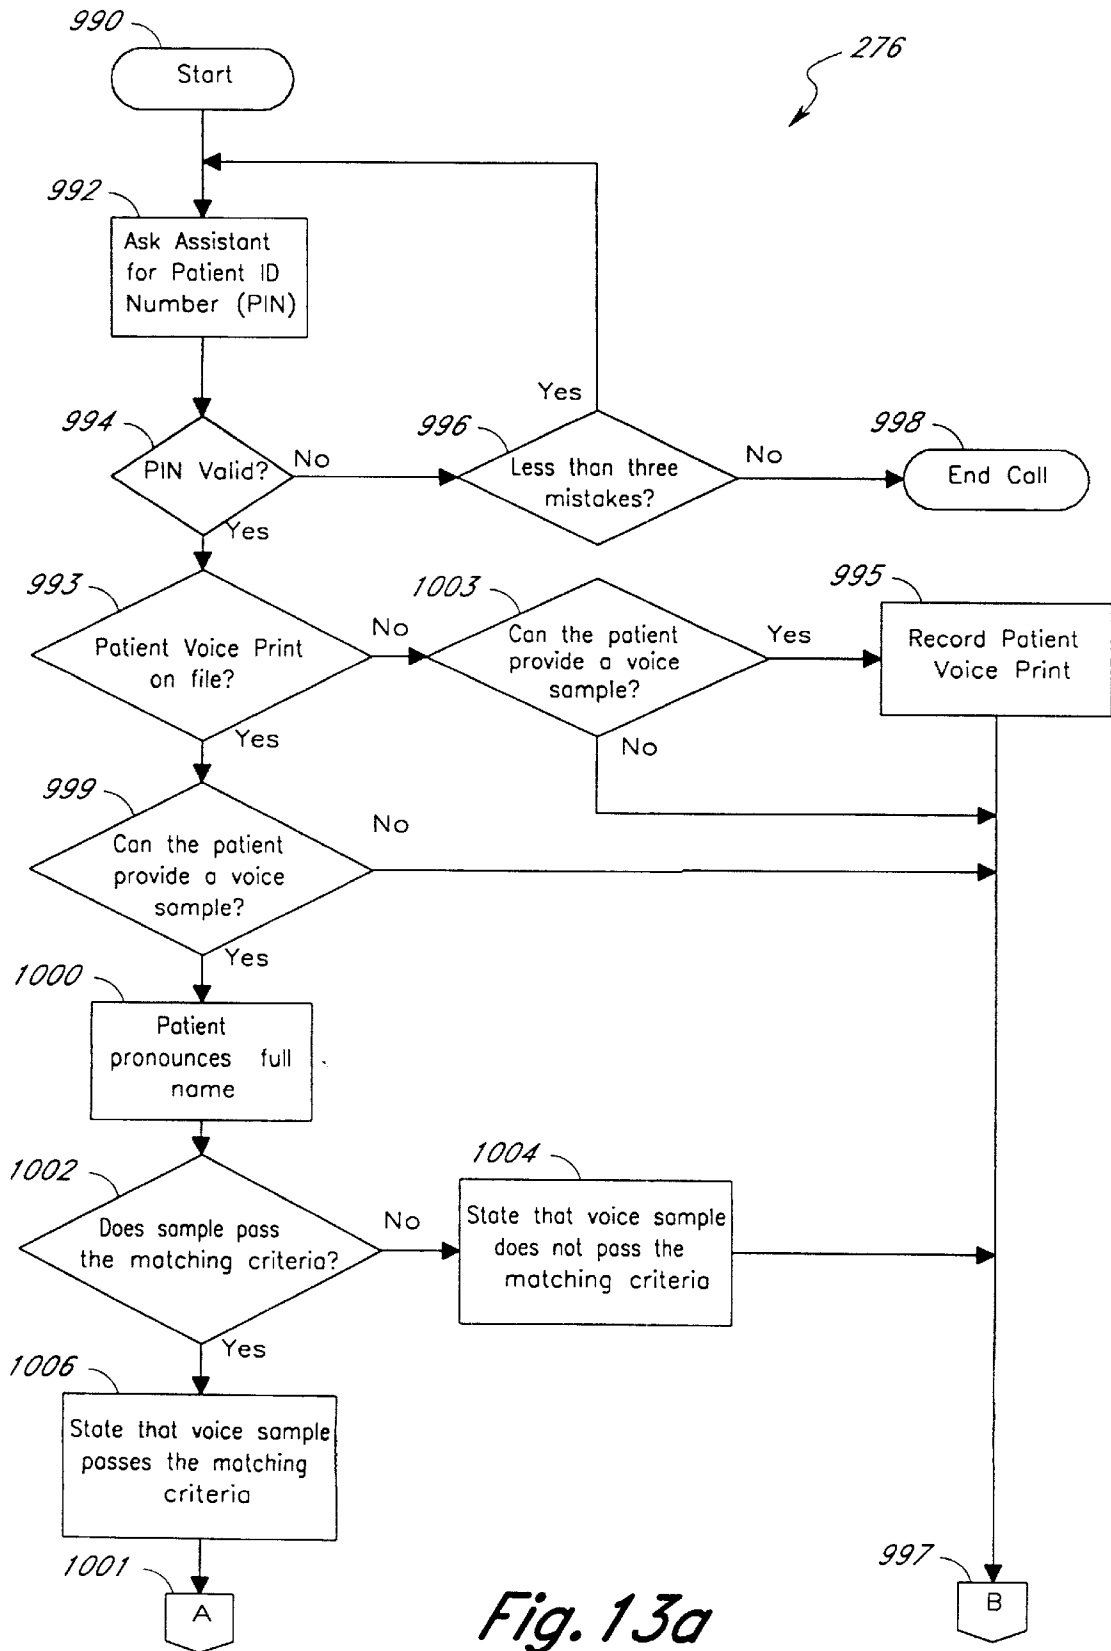 990
Start
276
992
Ask Assistant
for Patient ID
Number (PIN)
Yes
994
PIN Valid?
No
996
Less than three
mistakes?
No
998
End Call
Yes
993
Patient Voice Print
on file?
No
1003
Can the patient
provide a voice
sample?
Yes
995
Record Patient
Voice Print
Yes
No
999
Can the patient
provide a voice
sample?
No
Yes
1000
Patient
pronounces full
name
1002
Does sample pass
the matching criteria?
No
1004
State that voice sample
does not pass the
matching criteria
Yes
1006
State that voice sample
passes the matching
criteria
1001
A
997
B
Fig. 13a